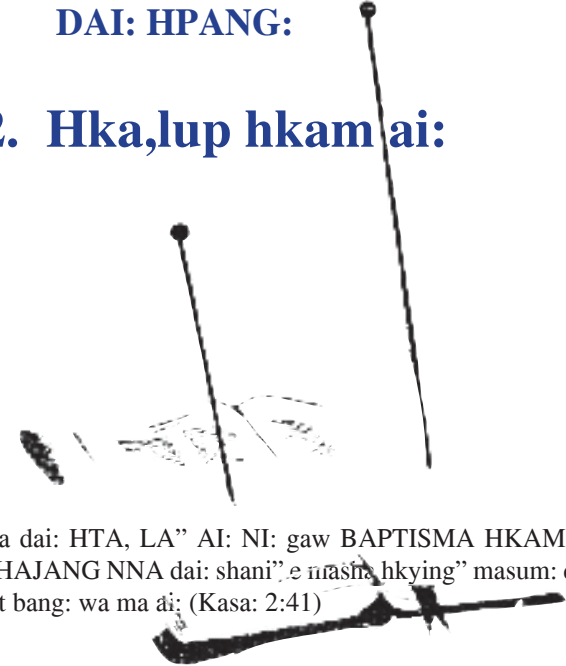 DAI: HPANG:
2. Hka,lup hkam ai:
a dai: HTA, LA” AI: NI: gaw BAPTISMA HKAM
HAJANG NNA dai: shani” e masha hkying” masum:
t bang: wa ma ai: (Kasa: 2:41)